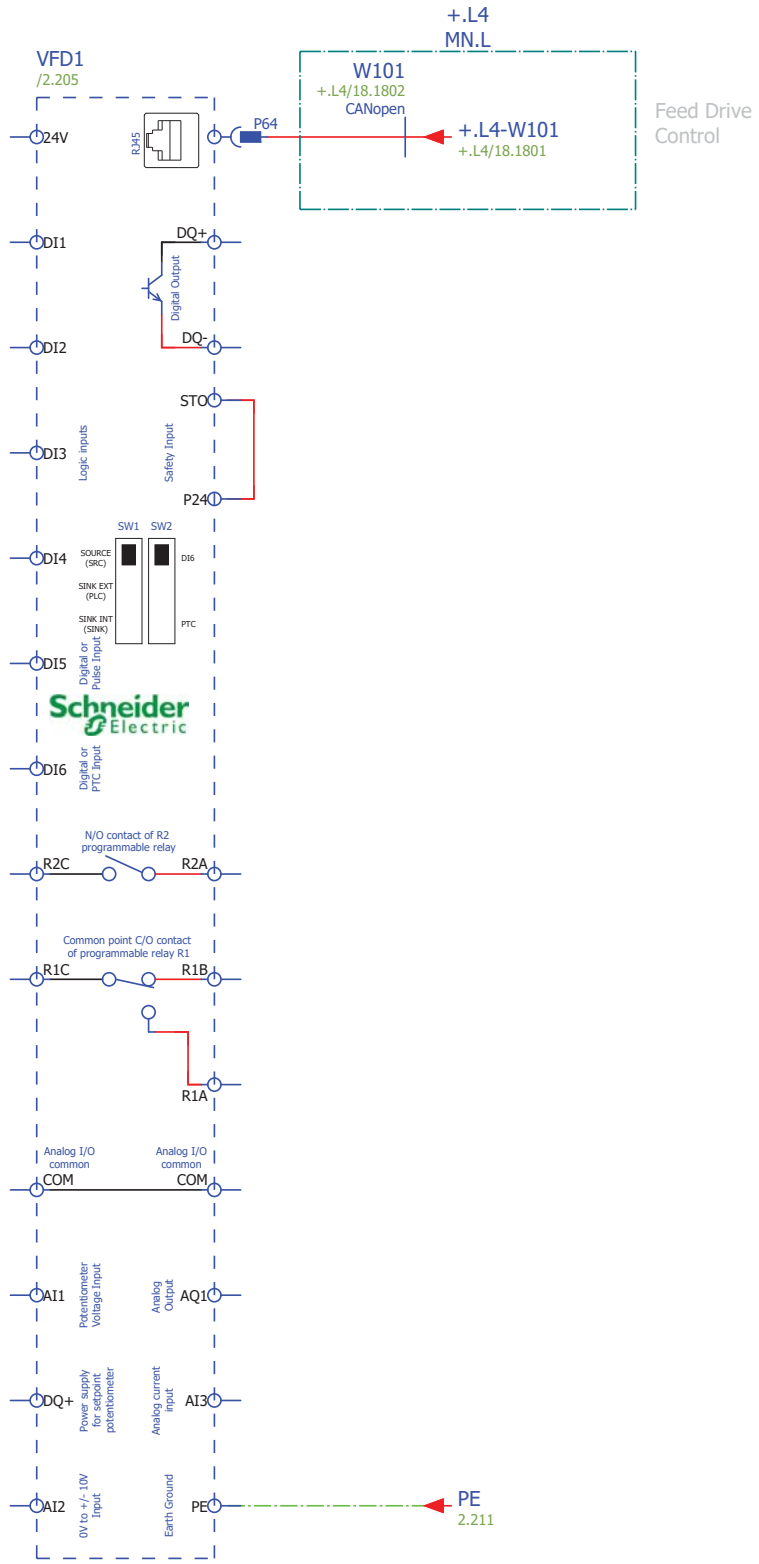 +.L4
MN.L
VFD1
/2.205
W101
+.L4/18.1802
CANopen
P64
Feed Drive
Control
+.L4-W101
+.L4/18.1801
24V
RJ45
DI1
DQ+
Digital Output
DI2
DQ-
STO
DI3
Logic inputs
Safety Input
P24
SW1
SW2
DI4
SOURCE
(SRC)
DI6
SINK EXT
(PLC)
SINK INT
(SINK)
PTC
DI5
Digital or
Pulse Input
Schneider
Electric
DI6
Digital or
PTC Input
N/O contact of R2
programmable relay
R2C
R2A
Common point C/O contact
of programmable relay R1
R1C
R1B
R1A
Analog I/O
common
Analog I/O
common
COM
COM
AI1
Potentiometer
Voltage Input
Analog
Output
AQ1
DQ+
Power supply
for setpoint
potentiometer
Analog current
input
AI3
AI2
0V to +/- 10V
Input
Earth Ground
PE
PE
2.211